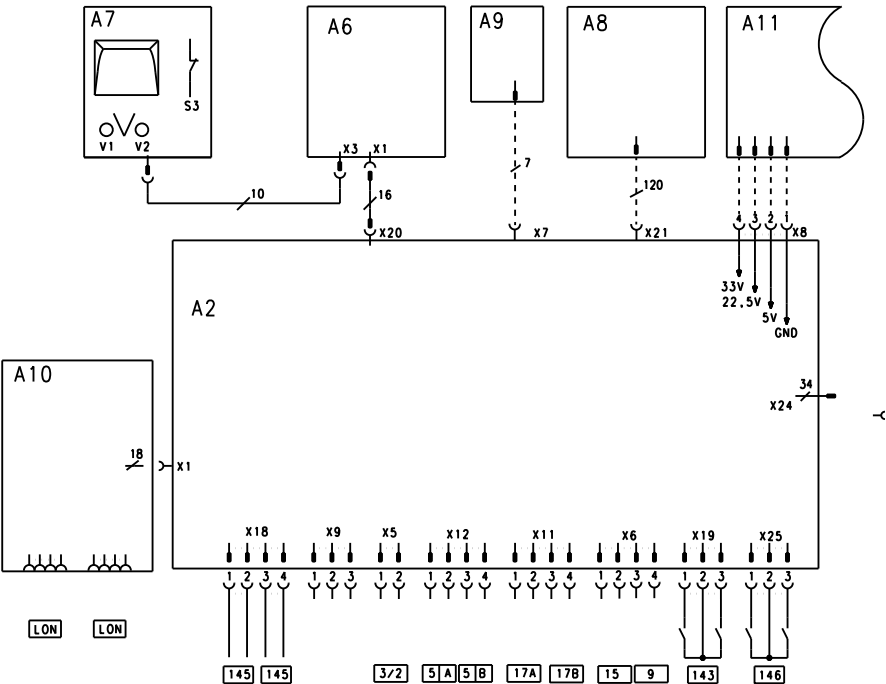 A7 A6 A9 A8 A11
S3
V1 V2 X3 X1
7
10 16 120
4 3 2 1
X20 X7 X21 X8
33V
22,5V
5V
GND
A2
A10
34
X24
18
X1
X18 X9 X5 X12 X11 X6 X19 X25
1 2 3 4 1 2 3 1 2 1 2 3 4 1 2 3 4 1 2 3 4 1 2 3 1 2 3
LON LON
145 145 3/2 5 A 5 B 17A 17B 15 9 143 146